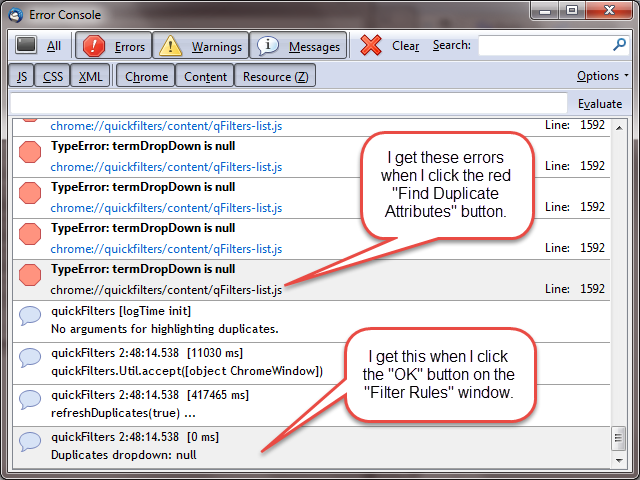 Error Console
All Errors Warnings Messages Clear Search:
JS CSS XML Chrome Content Resource (Z) Options
Evaluate
chrome://quickfilters/content/qFilters-list.js Line: 1592
TypeError: termDropDown is null
chrome://quickfilters/content/qFilters-list.js Line: 1592
TypeError: termDropDown is null
chrome://quickfilters/content/qFilters-list.js Line: 1592
TypeError: termDropDown is null
chrome://quickfilters/content/qFilters-list.js Line: 1592
TypeError: termDropDown is null
chrome://quickfilters/content/qFilters-list.js Line: 1592
I get these errors
when I click the red
"Find Duplicate
Attributes" button.
quickFilters [logTime init]
No arguments for highlighting duplicates.
quickFilters 2:48:14.538 [11030 ms]
quickFilters.Util.accept([object ChromeWindow])
quickFilters 2:48:14.538 [417465 ms]
refreshDuplicates(true) ...
quickFilters 2:48:14.538 [0 ms]
Duplicates dropdown: null
I get this when I click
the "OK" button on the
"Filter Rules" window.